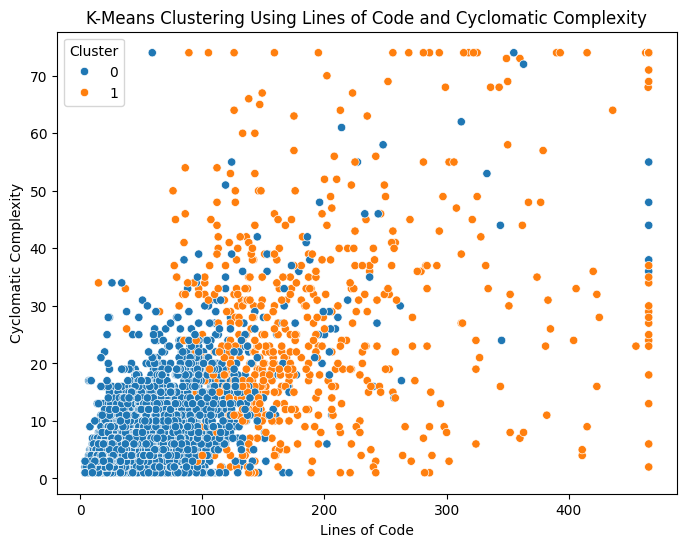 K-Means Clustering Using Lines of Code and Cyclomatic Complexity
Cluster
0
1
70
60
50
40
30
20
10
0
Cyclomatic Complexity
0 100 200 300 400
Lines of Code